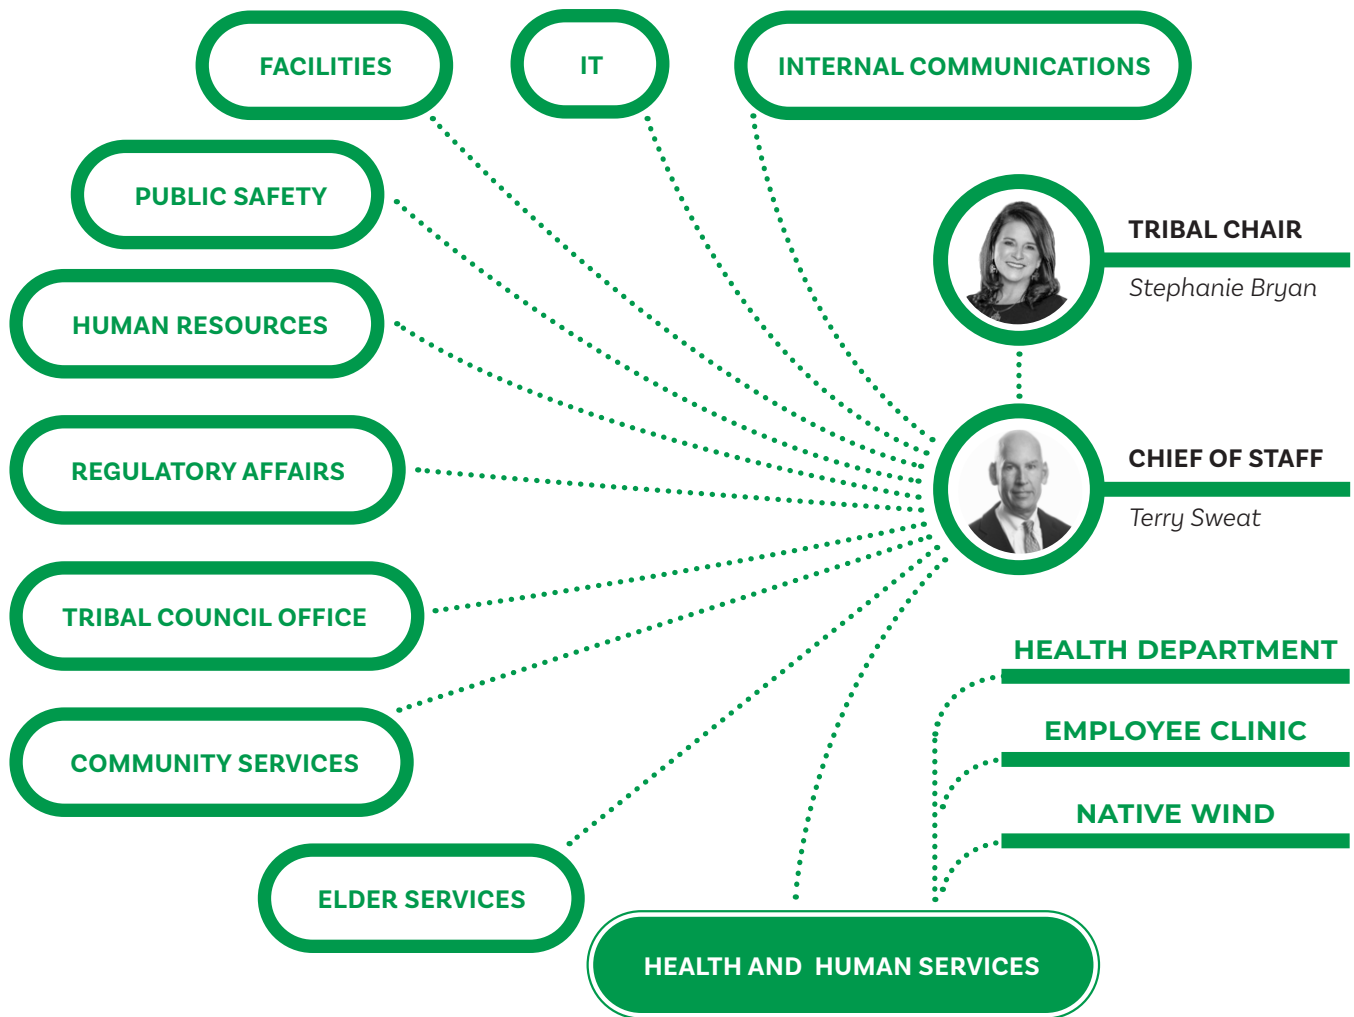 FACILITIES
IT
INTERNAL COMMUNICATIONS
PUBLIC SAFETY
TRIBAL CHAIR
Stephanie Bryan
HUMAN RESOURCES
REGULATORY AFFAIRS
CHIEF OF STAFF
Terry Sweat
TRIBAL COUNCIL OFFICE
HEALTH DEPARTMENT
EMPLOYEE CLINIC
COMMUNITY SERVICES
NATIVE WIND
ELDER SERVICES
HEALTH AND HUMAN SERVICES